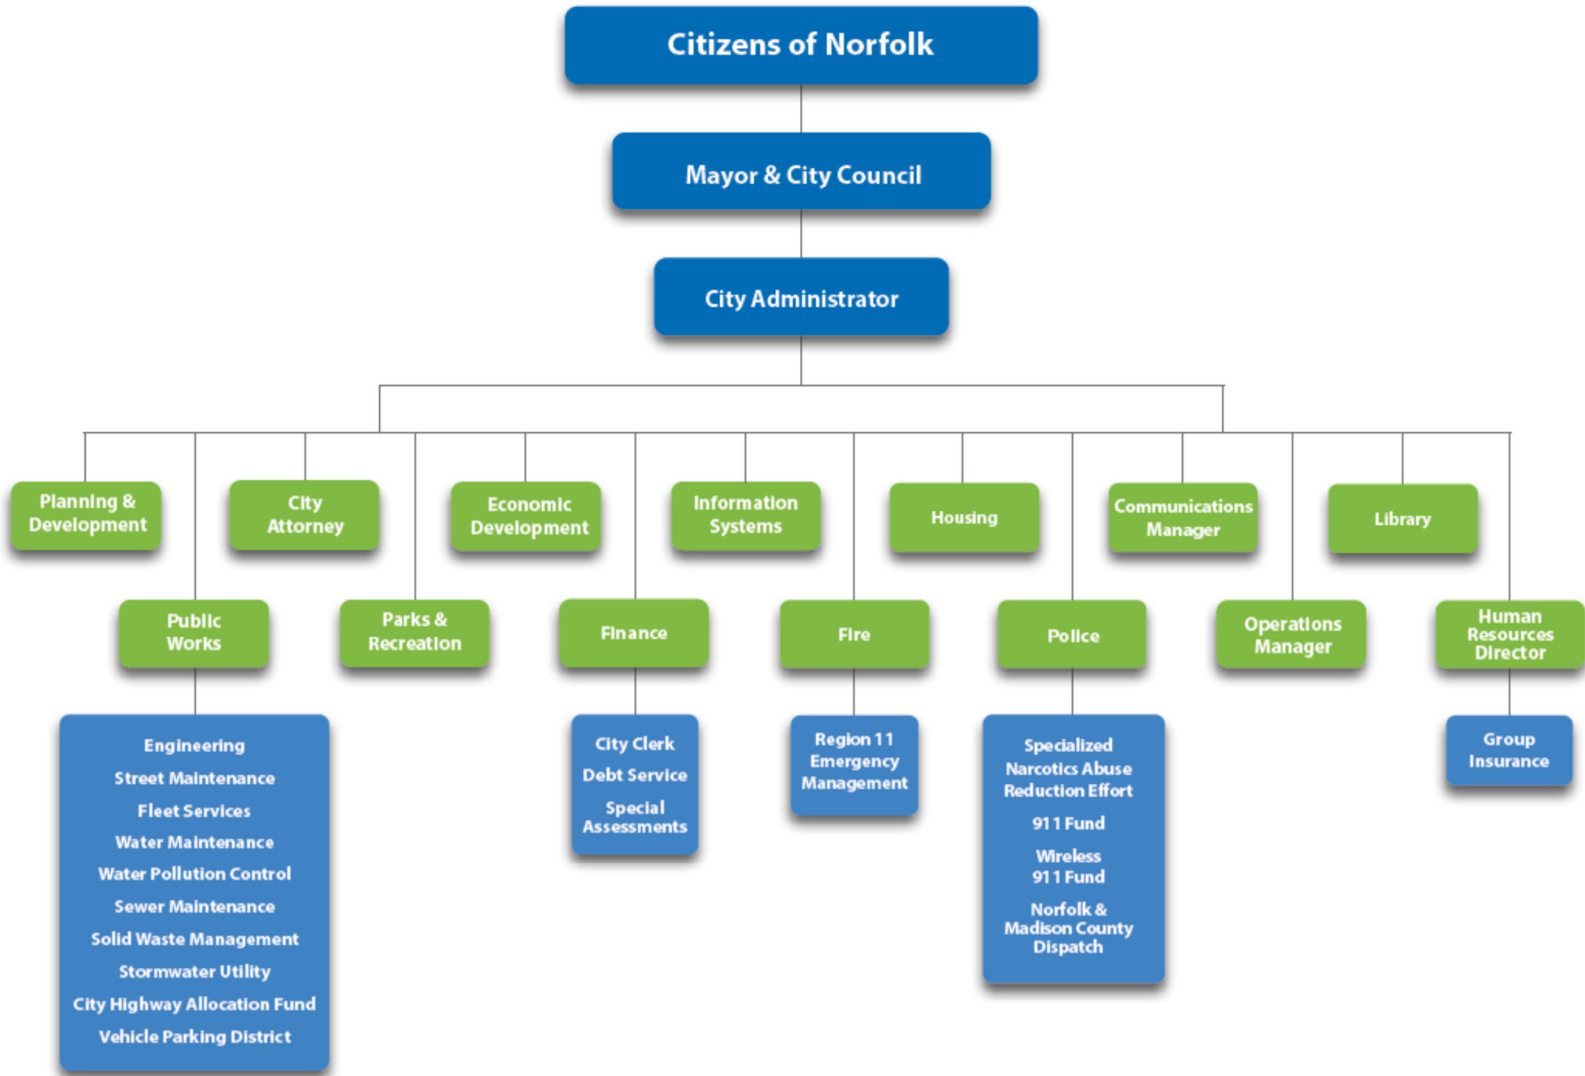 Citizens of Norfolk
Mayor & City Council
City Administrator
Planning &
Development
City
Attorney
Economic
Development
Information
Systems
Housing
Communications
Manager
Library
Public
Works
Parks &
Recreation
Finance
Fire
Police
Operations
Manager
Human
Resources
Director
Engineering
Street Maintenance
Fleet Services
Water Maintenance
Water Pollution Control
Sewer Maintenance
Solid Waste Management
Stormwater Utility
City Highway Allocation Fund
Vehicle Parking District
City Clerk
Debt Service
Special
Assessments
Region 11
Emergency
Management
Specialized
Narcotics Abuse
Reduction Effort
911 Fund
Wireless
911 Fund
Norfolk &
Madison County
Dispatch
Group
Insurance